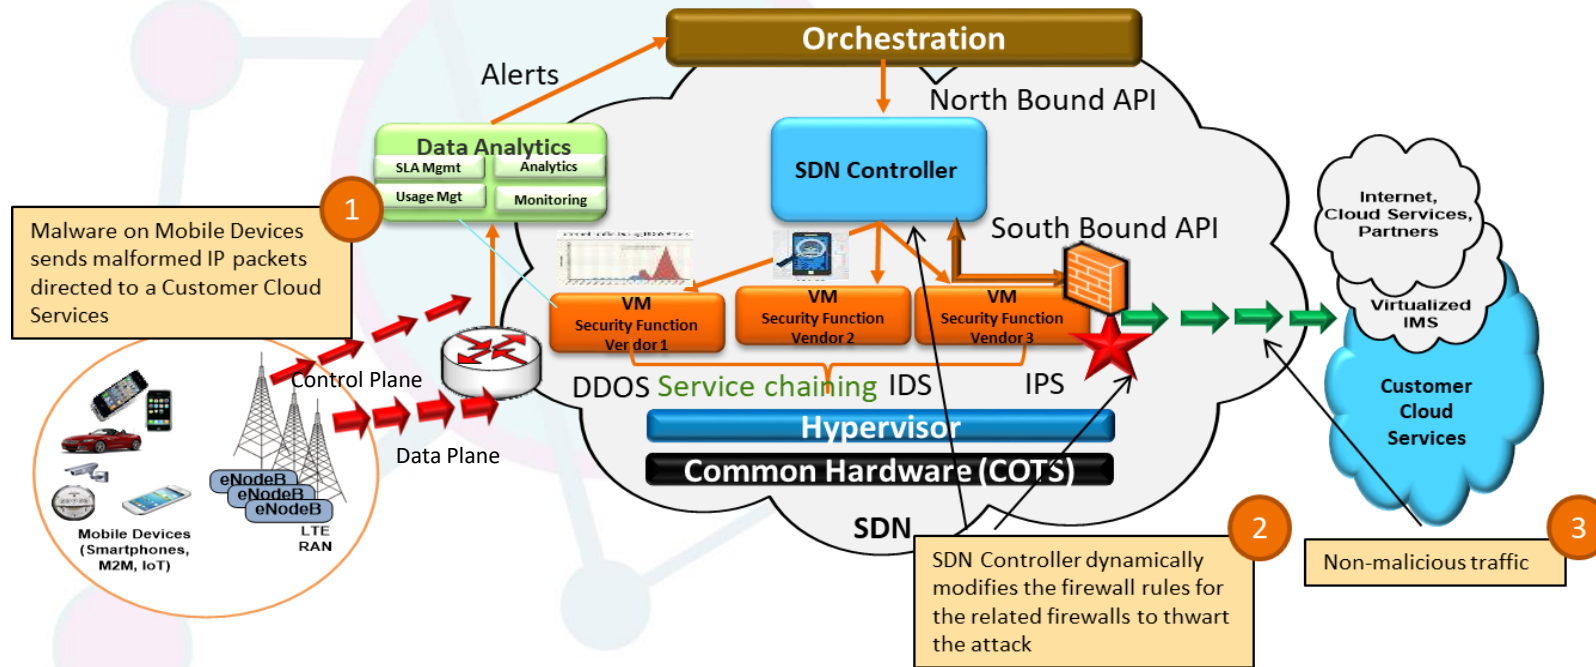 Orchestration
Alerts
North Bound API
Data Analytics
SLA Mgmt
Analytics
Usage Mgt
Monitoring
SDN Controller
1
Malware on Mobile Devices
sends malformed IP packets
directed to a Customer Cloud
Services
South Bound API
Internet,
Cloud Services,
Partners
Virtualized
IMS
VM
Security Function
Vendor 1
VM
Security Function
Vendor 2
VM
Security Function
Vendor 3
Control Plane
Data Plane
DDOS
Service chaining
IDS
IPS
Customer
Cloud
Services
Hypervisor
Common Hardware (COTS)
SDN
eNodeB
eNodeB
eNodeB
LTE
RAN
Mobile Devices
(Smartphones,
M2M, IoT)
2
SDN Controller dynamically
modifies the firewall rules for
the related firewalls to thwart
the attack
3
Non-malicious traffic